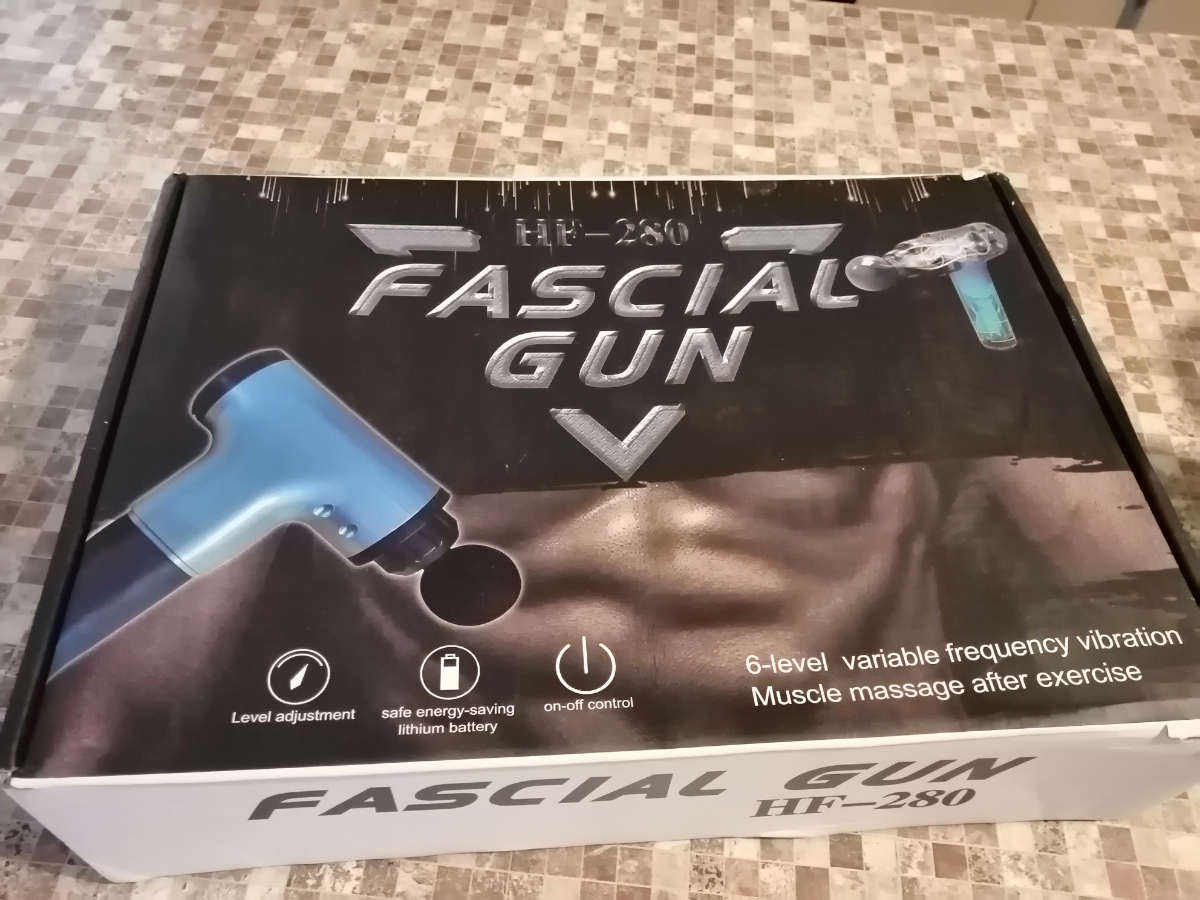 HF-280
FASCIAL
GUN
Level adjustment
safe energy-saving
lithium battery
on-off control
6-level variable frequency vibration
Muscle massage after exercise
FASCIAL GUN
HF-280